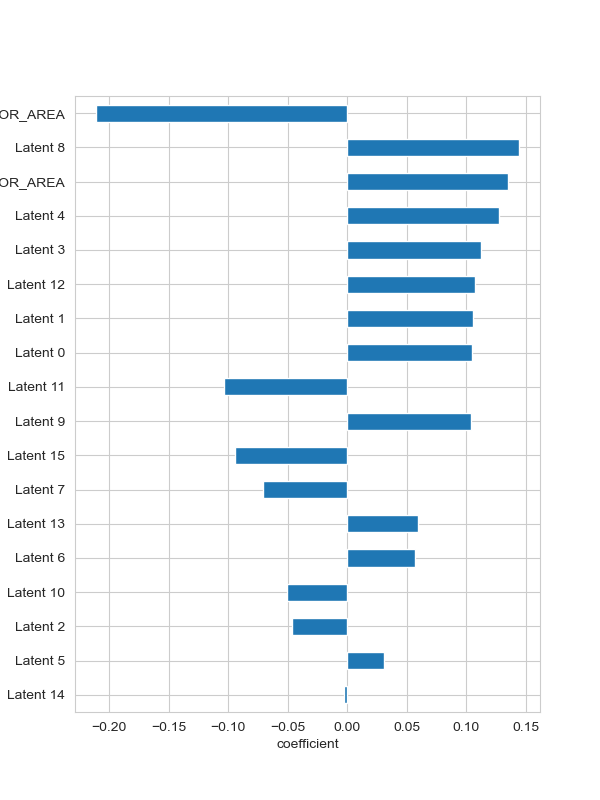 OR_AREA
Latent 8
OR_AREA
Latent 4
Latent 3
Latent 12
Latent 1
Latent 0
Latent 11
Latent 9
Latent 15
Latent 7
Latent 13
Latent 6
Latent 10
Latent 2
Latent 5
Latent 14
−0.20 −0.15 −0.10 −0.05 0.00 0.05 0.10 0.15
coefficient